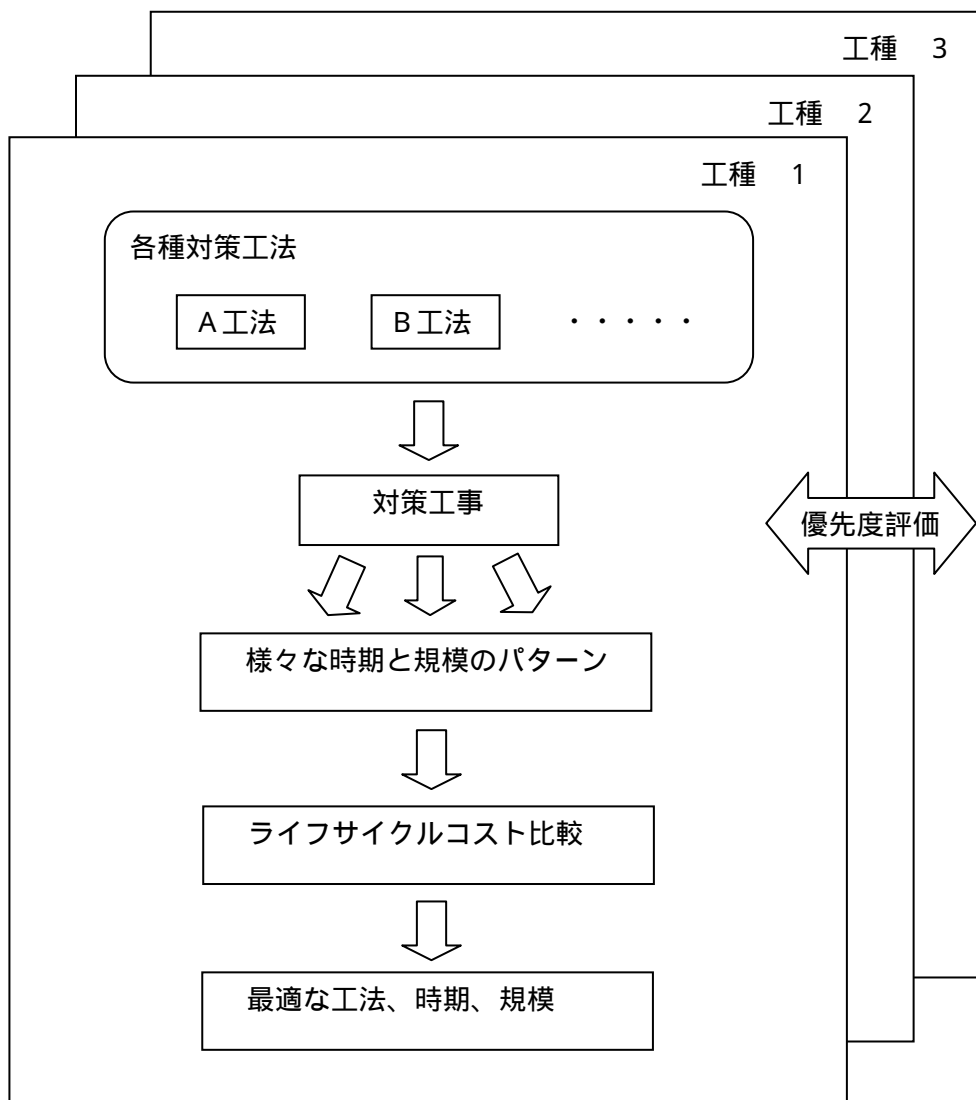 工種 3
工種 2
工種 1
各種対策工法
A工法 B工法 ・・・・・
対策工事
優先度評価
様々な時期と規模のパターン
ライフサイクルコスト比較
最適な工法、時期、規模